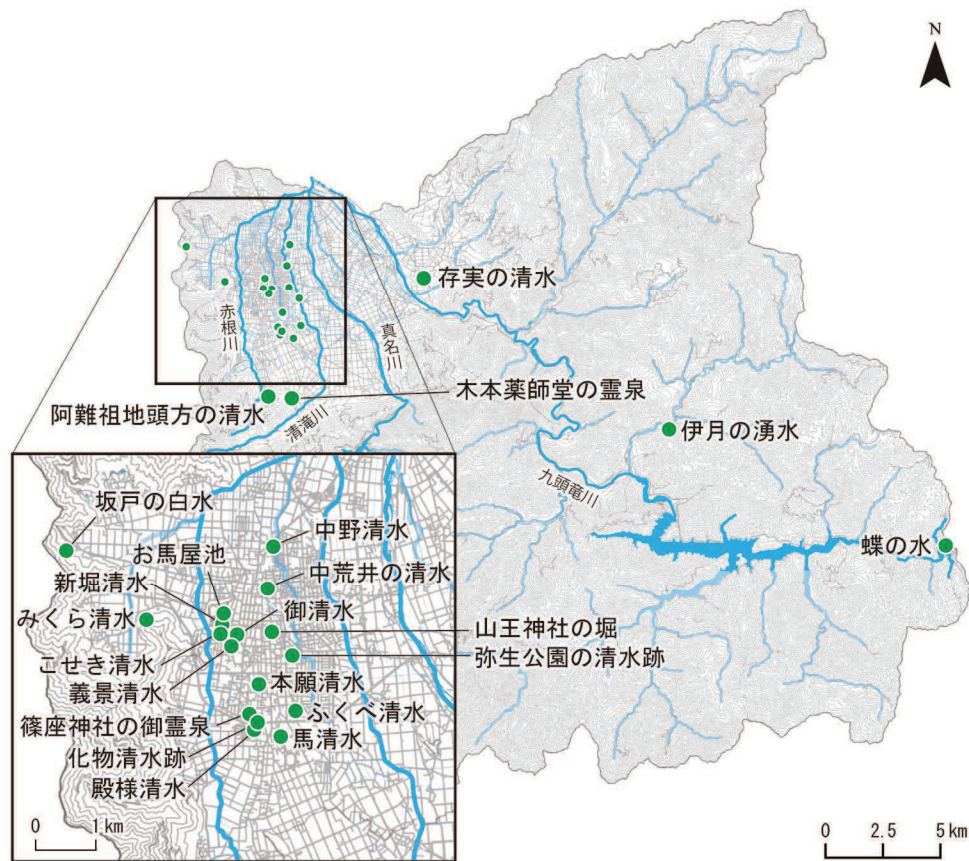 N
存実の清水
赤根川
真名川
木本薬師堂の霊泉
阿難祖地頭方の清水
清滝川
伊月の湧水
九頭竜川
蝶の水
坂戸の白水
中野清水
お馬屋池
中荒井の清水
新堀清水
みくら清水
御清水
山王神社の堀
こせき清水
弥生公園の清水跡
義景清水
本願清水
ふくべ清水
篠座神社の御霊泉
馬清水
化物清水跡
殿様清水
0 1km
0 2.5 5km